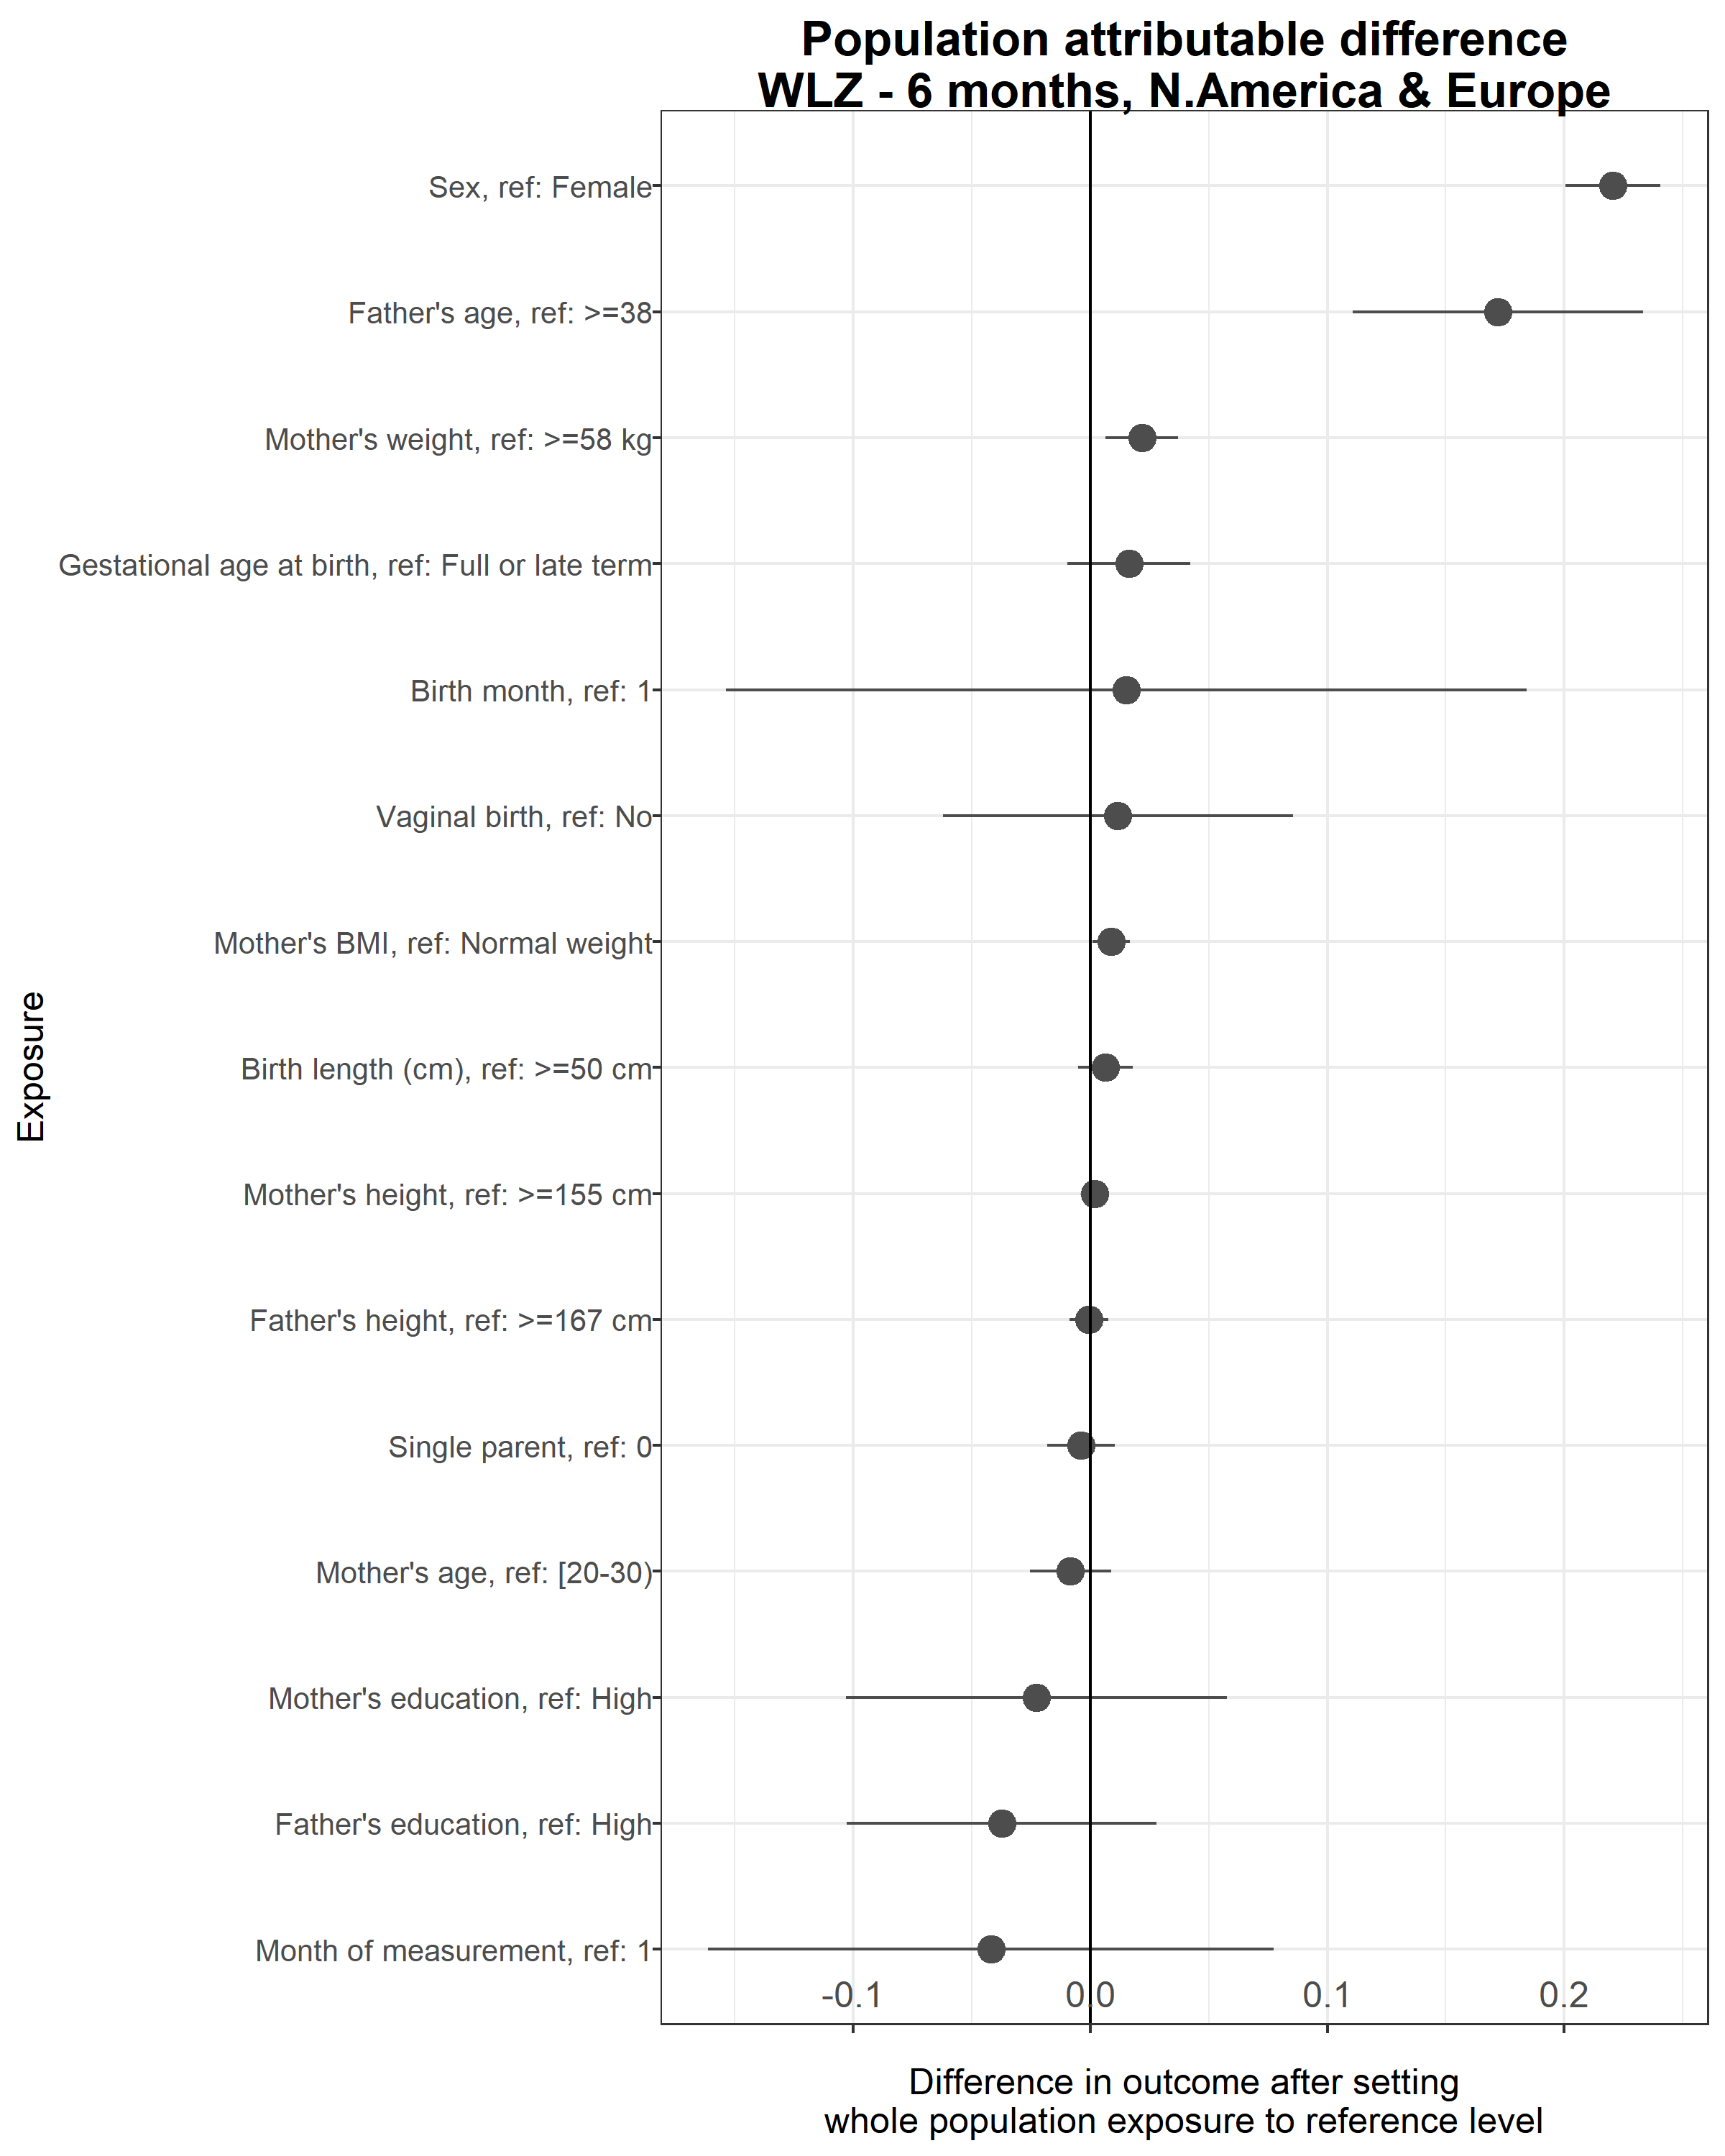 Population attributable difference
WLZ - 6 months, N.America & Europe
Sex, ref: Female
Father's age, ref: >=38
Mother's weight, ref: >=58 kg
Gestational age at birth, ref: Full or late term
Birth month, ref: 1
Vaginal birth, ref: No
Mother's BMI, ref: Normal weight
Birth length (cm), ref: >=50 cm
Mother's height, ref: >=155 cm
Father's height, ref: >=167 cm
Single parent, ref: 0
Mother's age, ref: [20-30)
Mother's education, ref: High
Father's education, ref: High
Month of measurement, ref: 1
Exposure
-0.1 0.0 0.1 0.2
Difference in outcome after setting
whole population exposure to reference level